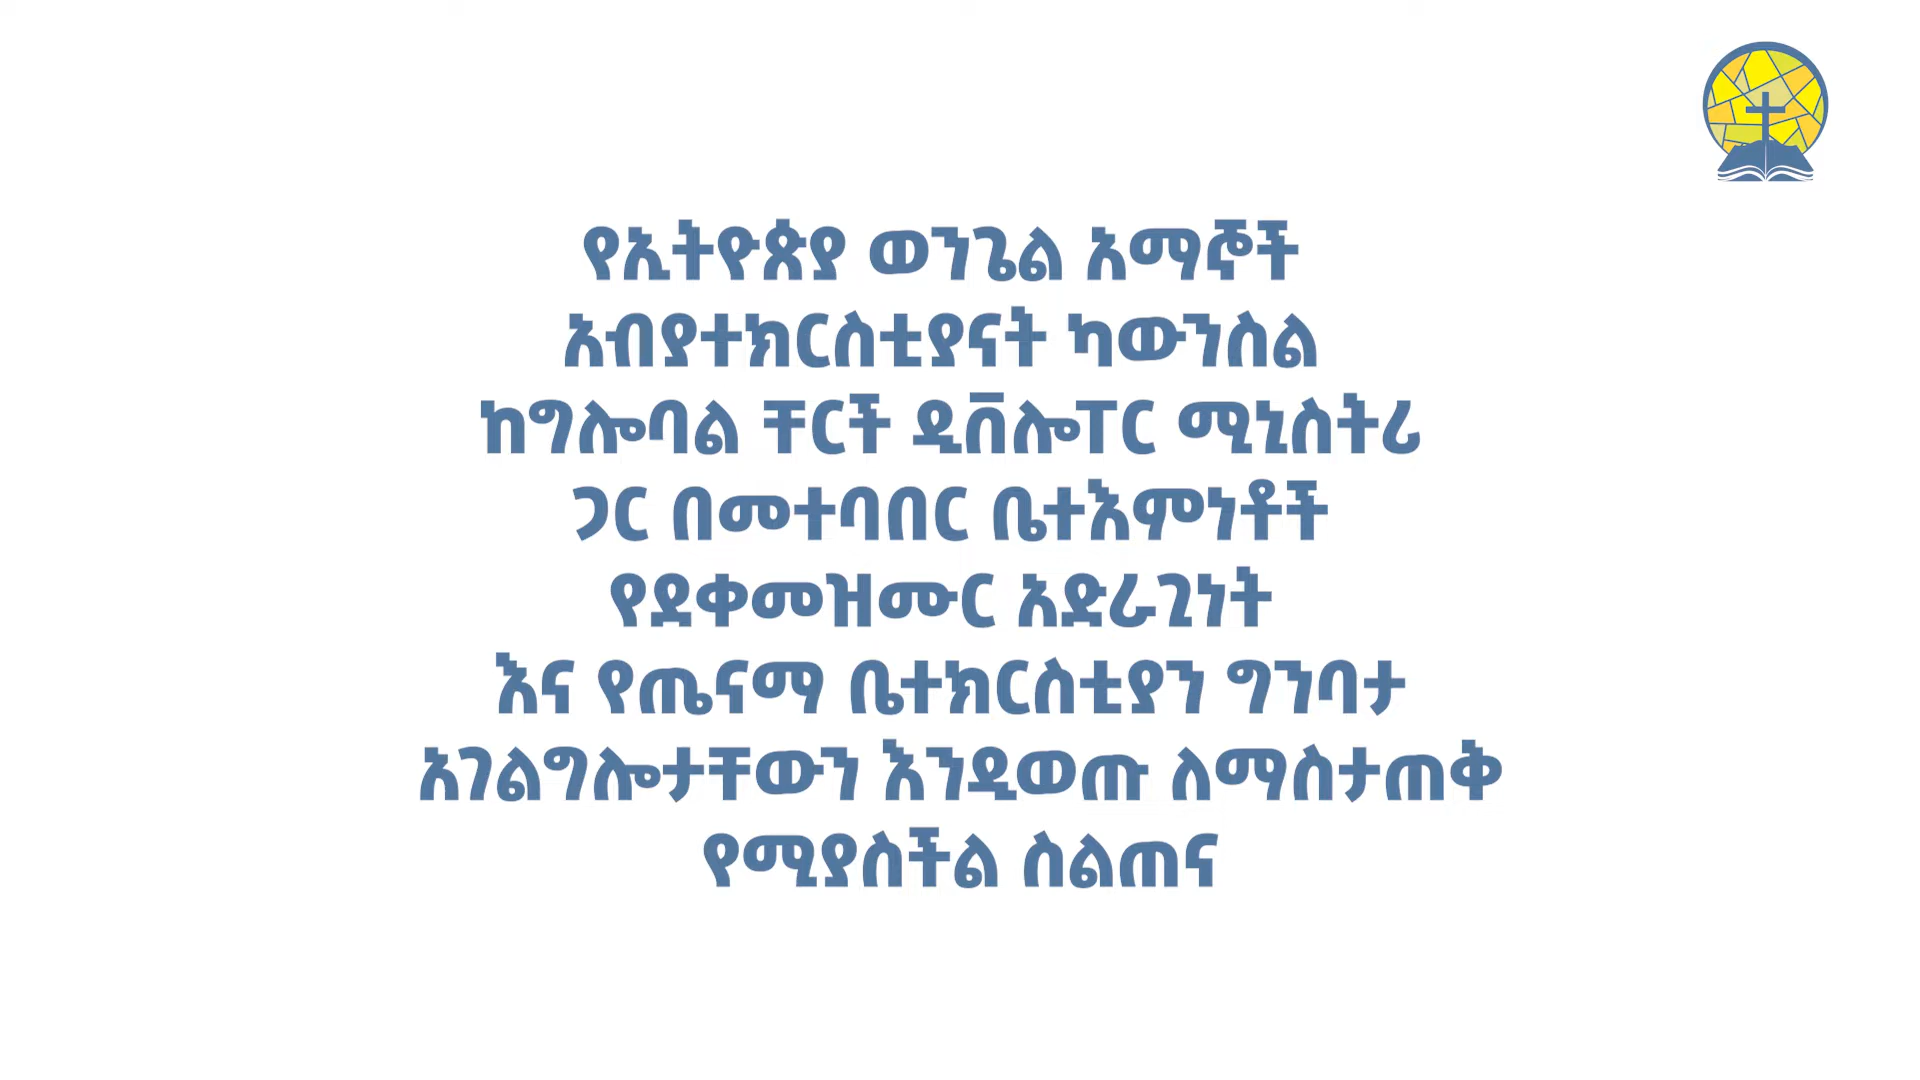 የኢትዮጵያ ወንጌል አማኞች
አብያተክርስቲያናት ካውንስል
ከግሎባል ቸርች ዲቨሎፐር ሚኒስትሪ
ጋር በመተባበር ቤተእምነቶች
የደቀመዝሙር አድራጊነት
እና የጤናማ ቤተክርስቲያን ግንባታ
አገልግሎታቸውን እንዲወጡ ለማስታጠቅ
የሚያስችል ስልጠና